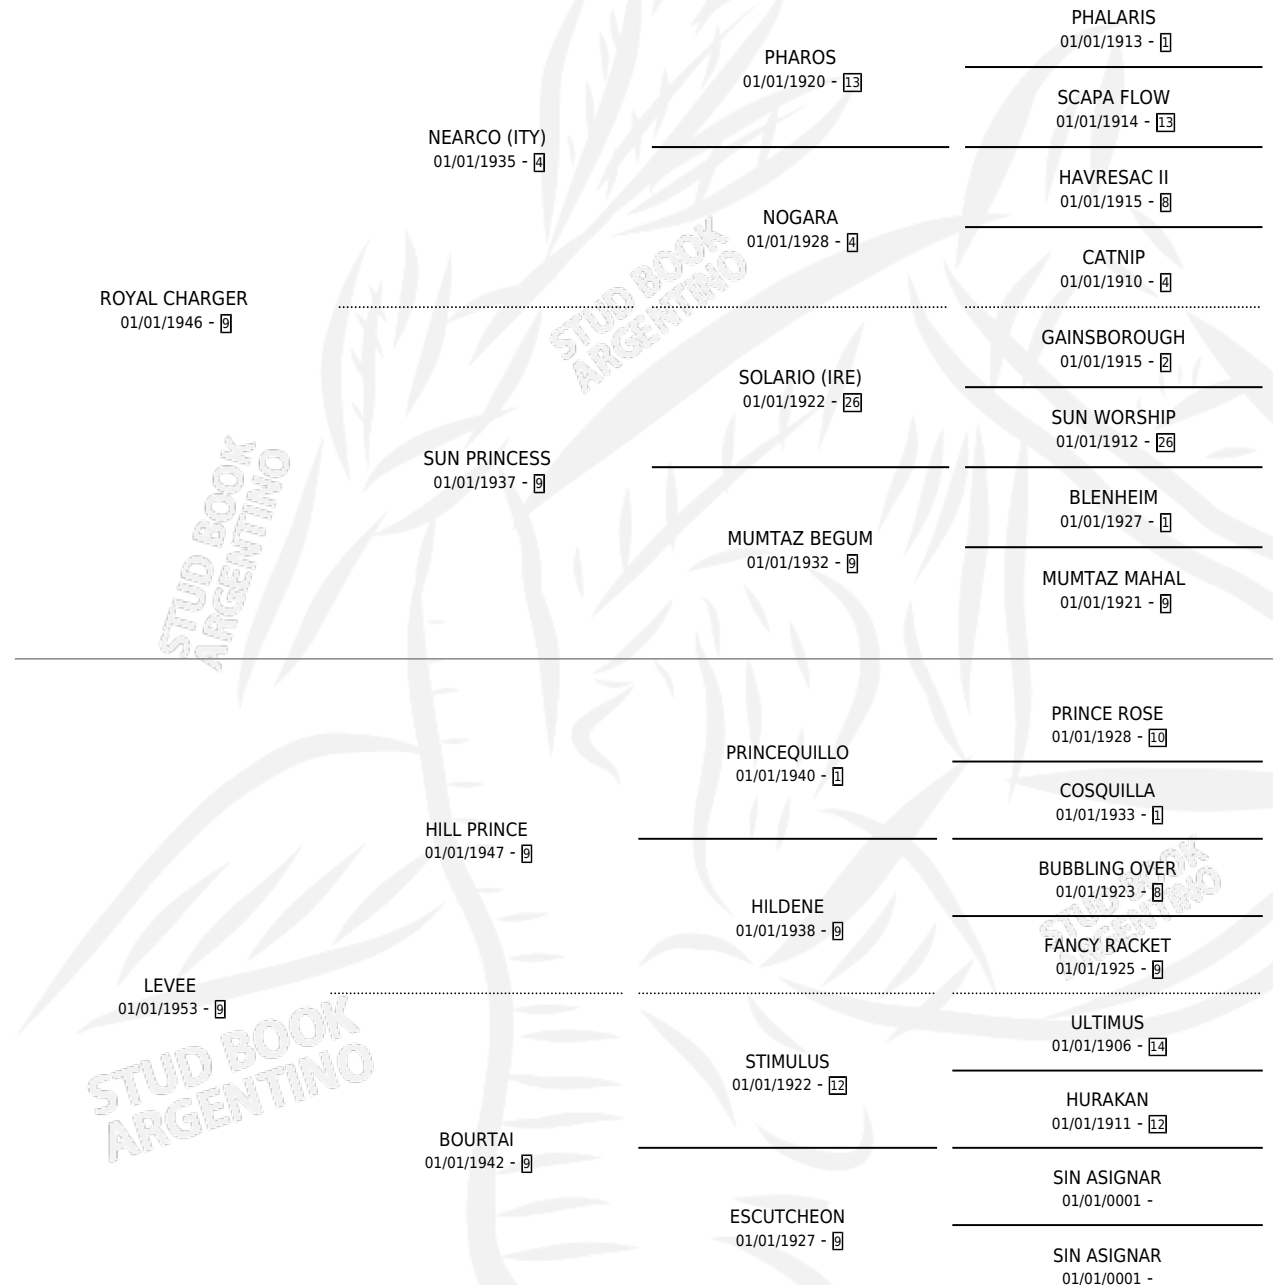 PHALARIS
01/01/1913 - 1
PHAROS
01/01/1920 - 13
SCAPA FLOW
01/01/1914 - 13
NEARCO (ITY)
01/01/1935 - 4
HAVRESAC II
01/01/1915 - 8
NOGARA
01/01/1928 - 4
CATNIP
01/01/1910 - 4
ROYAL CHARGER
01/01/1946 - 9
GAINSBOROUGH
01/01/1915 - 2
SOLARIO (IRE)
01/01/1922 - 26
SUN WORSHIP
01/01/1912 - 26
SUN PRINCESS
01/01/1937 - 9
BLENHEIM
01/01/1927 - 1
MUMTAZ BEGUM
01/01/1932 - 9
MUMTAZ MAHAL
01/01/1921 - 9
PRINCE ROSE
01/01/1928 - 10
PRINCEQUILLO
01/01/1940 - 1
COSQUILLA
01/01/1933 - 1
HILL PRINCE
01/01/1947 - 9
BUBBLING OVER
01/01/1923 - 8
HILDENE
01/01/1938 - 9
FANCY RACKET
01/01/1925 - 9
LEVEE
01/01/1953 - 9
ULTIMUS
01/01/1906 - 14
STIMULUS
01/01/1922 - 12
HURAKAN
01/01/1911 - 12
BOURTAI
01/01/1942 - 9
SIN ASIGNAR
01/01/0001 -
ESCUTCHEON
01/01/1927 - 9
SIN ASIGNAR
01/01/0001 -
STUD BOOK
ARGENTINO
STUD BOOK
ARGENTINO
STUD BOOK
ARGENTINO
STUD BOOK
ARGENTINO